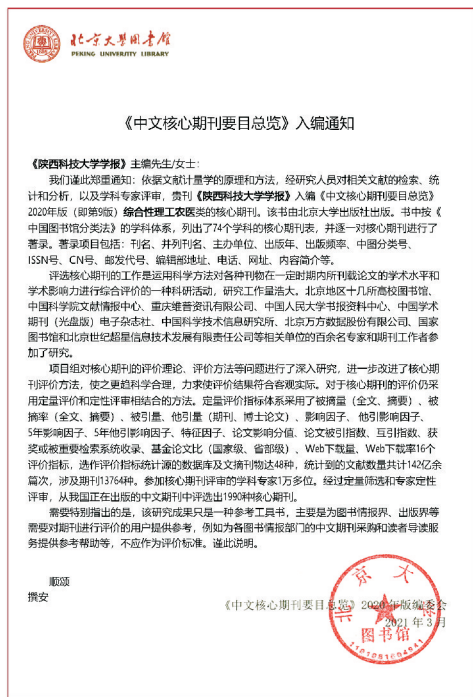 北京大学图书馆
PEKING UNIVERSITY LIBRARY
《中文核心期刊要目总览》入编通知
《陕西科技大学学报》主编先生/女士：
我们谨此郑重通知：依据文献计量学的原理和方法，经研究人员对相关文献的检索、统
计和分析，以及学科专家评审，贵刊《陕西科技大学学报》入编《中文核心期刊要目总览》
2020年版（即第9版）综合性理工农医类的核心期刊。该书由北京大学出版社出版。书中按《
中国图书馆分类法》的学科体系，列出了74个学科的核心期刊表，并逐一对核心期刊进行了
著录。著录项目包括：刊名、并列刊名、主办单位、出版年、出版频率、中图分类号、
ISSN号、CN号、邮发代号、编辑部地址、电话、网址、内容简介等。
评选核心期刊的工作是运用科学方法对各种刊物在一定时期内所刊载论文的学术水平和
学术影响力进行综合评价的一种科研活动，研究工作量浩大。北京地区十几所高校图书馆、
中国科学院文献情报中心、重庆维普资讯有限公司、中国人民大学书报资料中心、中国学术
期刊（光盘版）电子杂志社、中国科学技术信息研究所、北京万方数据股份有限公司、国家
图书馆和北京世纪超星信息技术发展有限责任公司等相关单位的百余名专家和期刊工作者参
加了研究。
项目组对核心期刊的评价理论、评价方法等问题进行了深入研究，进一步改进了核心期
刊评价方法，使之更趋科学合理，力求使评价结果符合客观实际。对于核心期刊的评价仍采
用定量评价和定性评审相结合的方法。定量评价指标体系采用了被摘量（全文、摘要）、被
摘率（全文、摘要）、被引量、他引量（期刊、博士论文）、影响因子、他引影响因子、
5年影响因子、5年他引影响因子、特征因子、论文影响分值、论文被引指数、互引指数、获
奖或被重要检索系统收录、基金论文比（国家级、省部级）、Web下载量、Web下载率16个
评价指标，选作评价指标统计源的数据库及文摘刊物达48种，统计到的文献数量共计142亿余
篇次，涉及期刊13764种。参加核心期刊评审的学科专家1万多位。经过定量筛选和专家定性
评审，从我国正在出版的中文期刊中评选出1990种核心期刊。
需要特别指出的是，该研究成果只是一种参考工具书，主要是为图书情报界、出版界等
需要对期刊进行评价的用户提供参考，例如为各图书情报部门的中文期刊采购和读者导读服
务提供参考帮助等，不应作为评价标准。谨此说明。
顺颂
撰安
《中文核心期刊要目总览》2020年版编委会
2021年3月
北京大学
图书馆